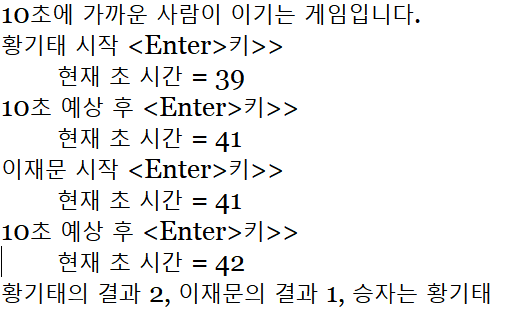 10초에 가까운 사람이 이기는 게임입니다.
황기태 시작 <Enter>키>>
현재 초 시간 = 39
10초 예상 후 <Enter>키>>
현재 초 시간 = 41
이재문 시작 <Enter>키>>
현재 초 시간 = 41
10초 예상 후 <Enter>키>>
현재 초 시간 = 42
황기태의 결과 2, 이재문의 결과 1, 승자는 황기태